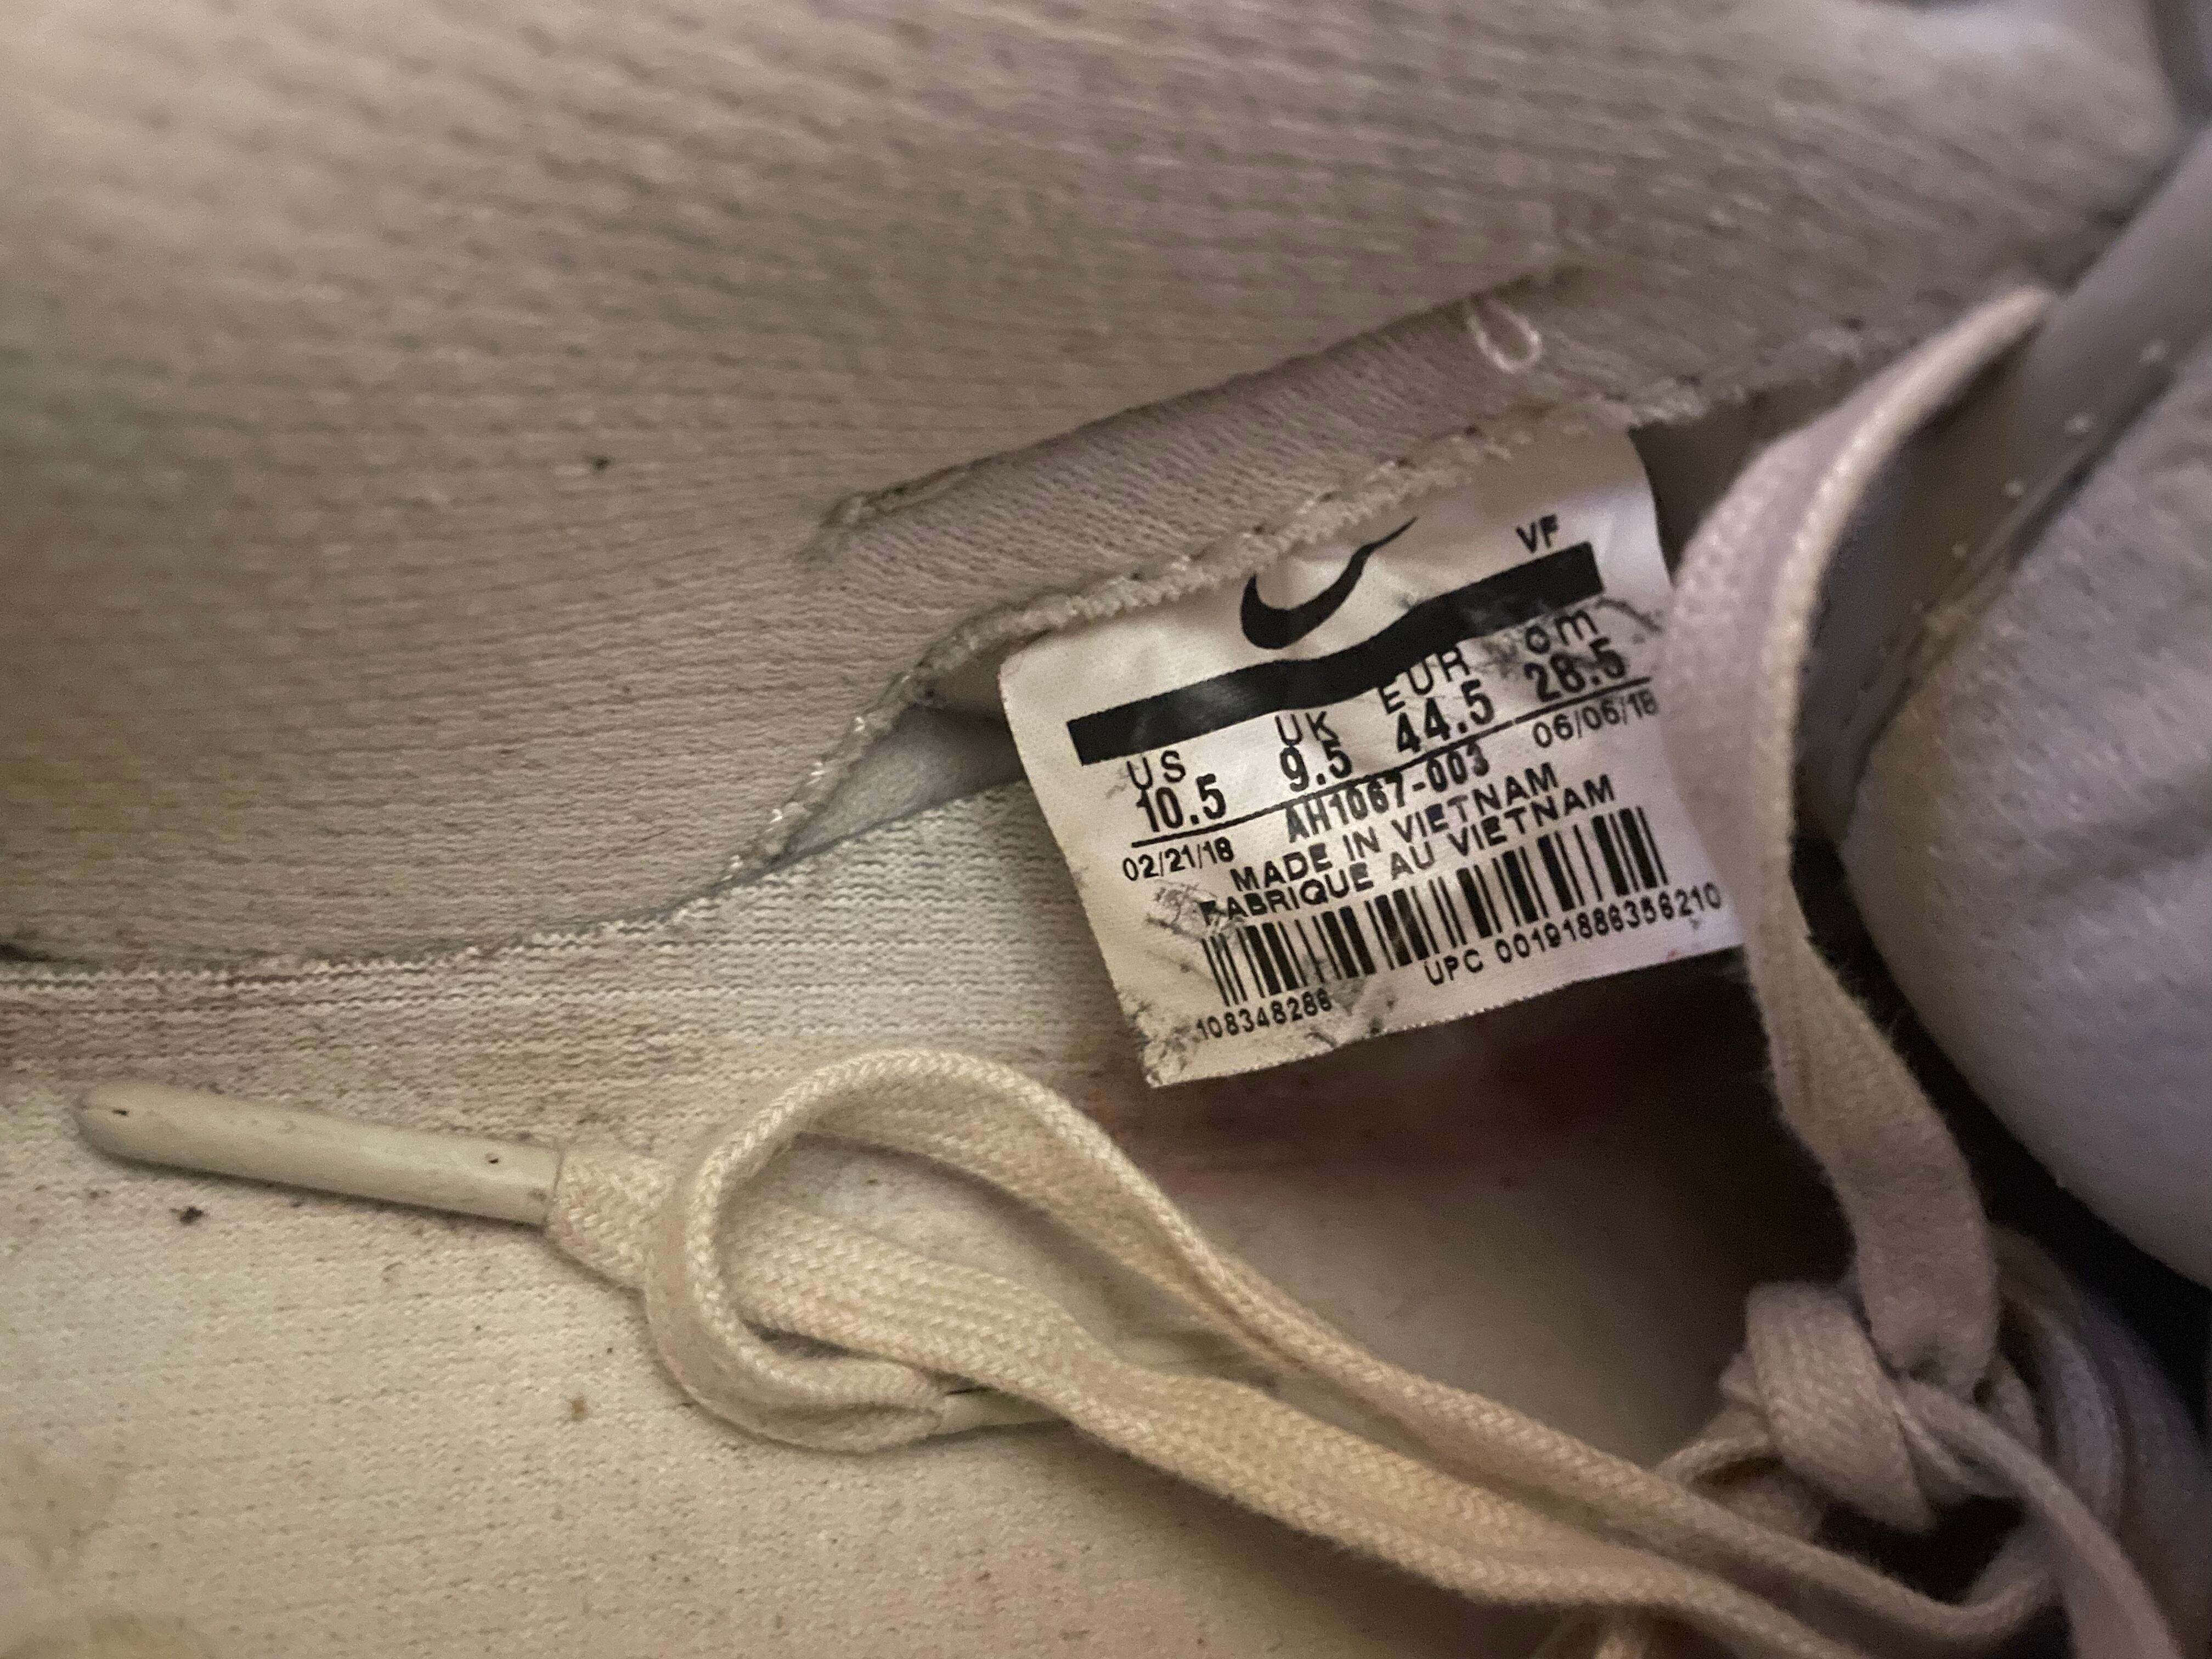 VF
US UK EUR cm
10.5 9.5 44.5 28.5
02/21/18 AH1067-003 06/06/18
MADE IN VIETNAM
FABRIQUE AU VIETNAM
UPC 00191886356210
108348286